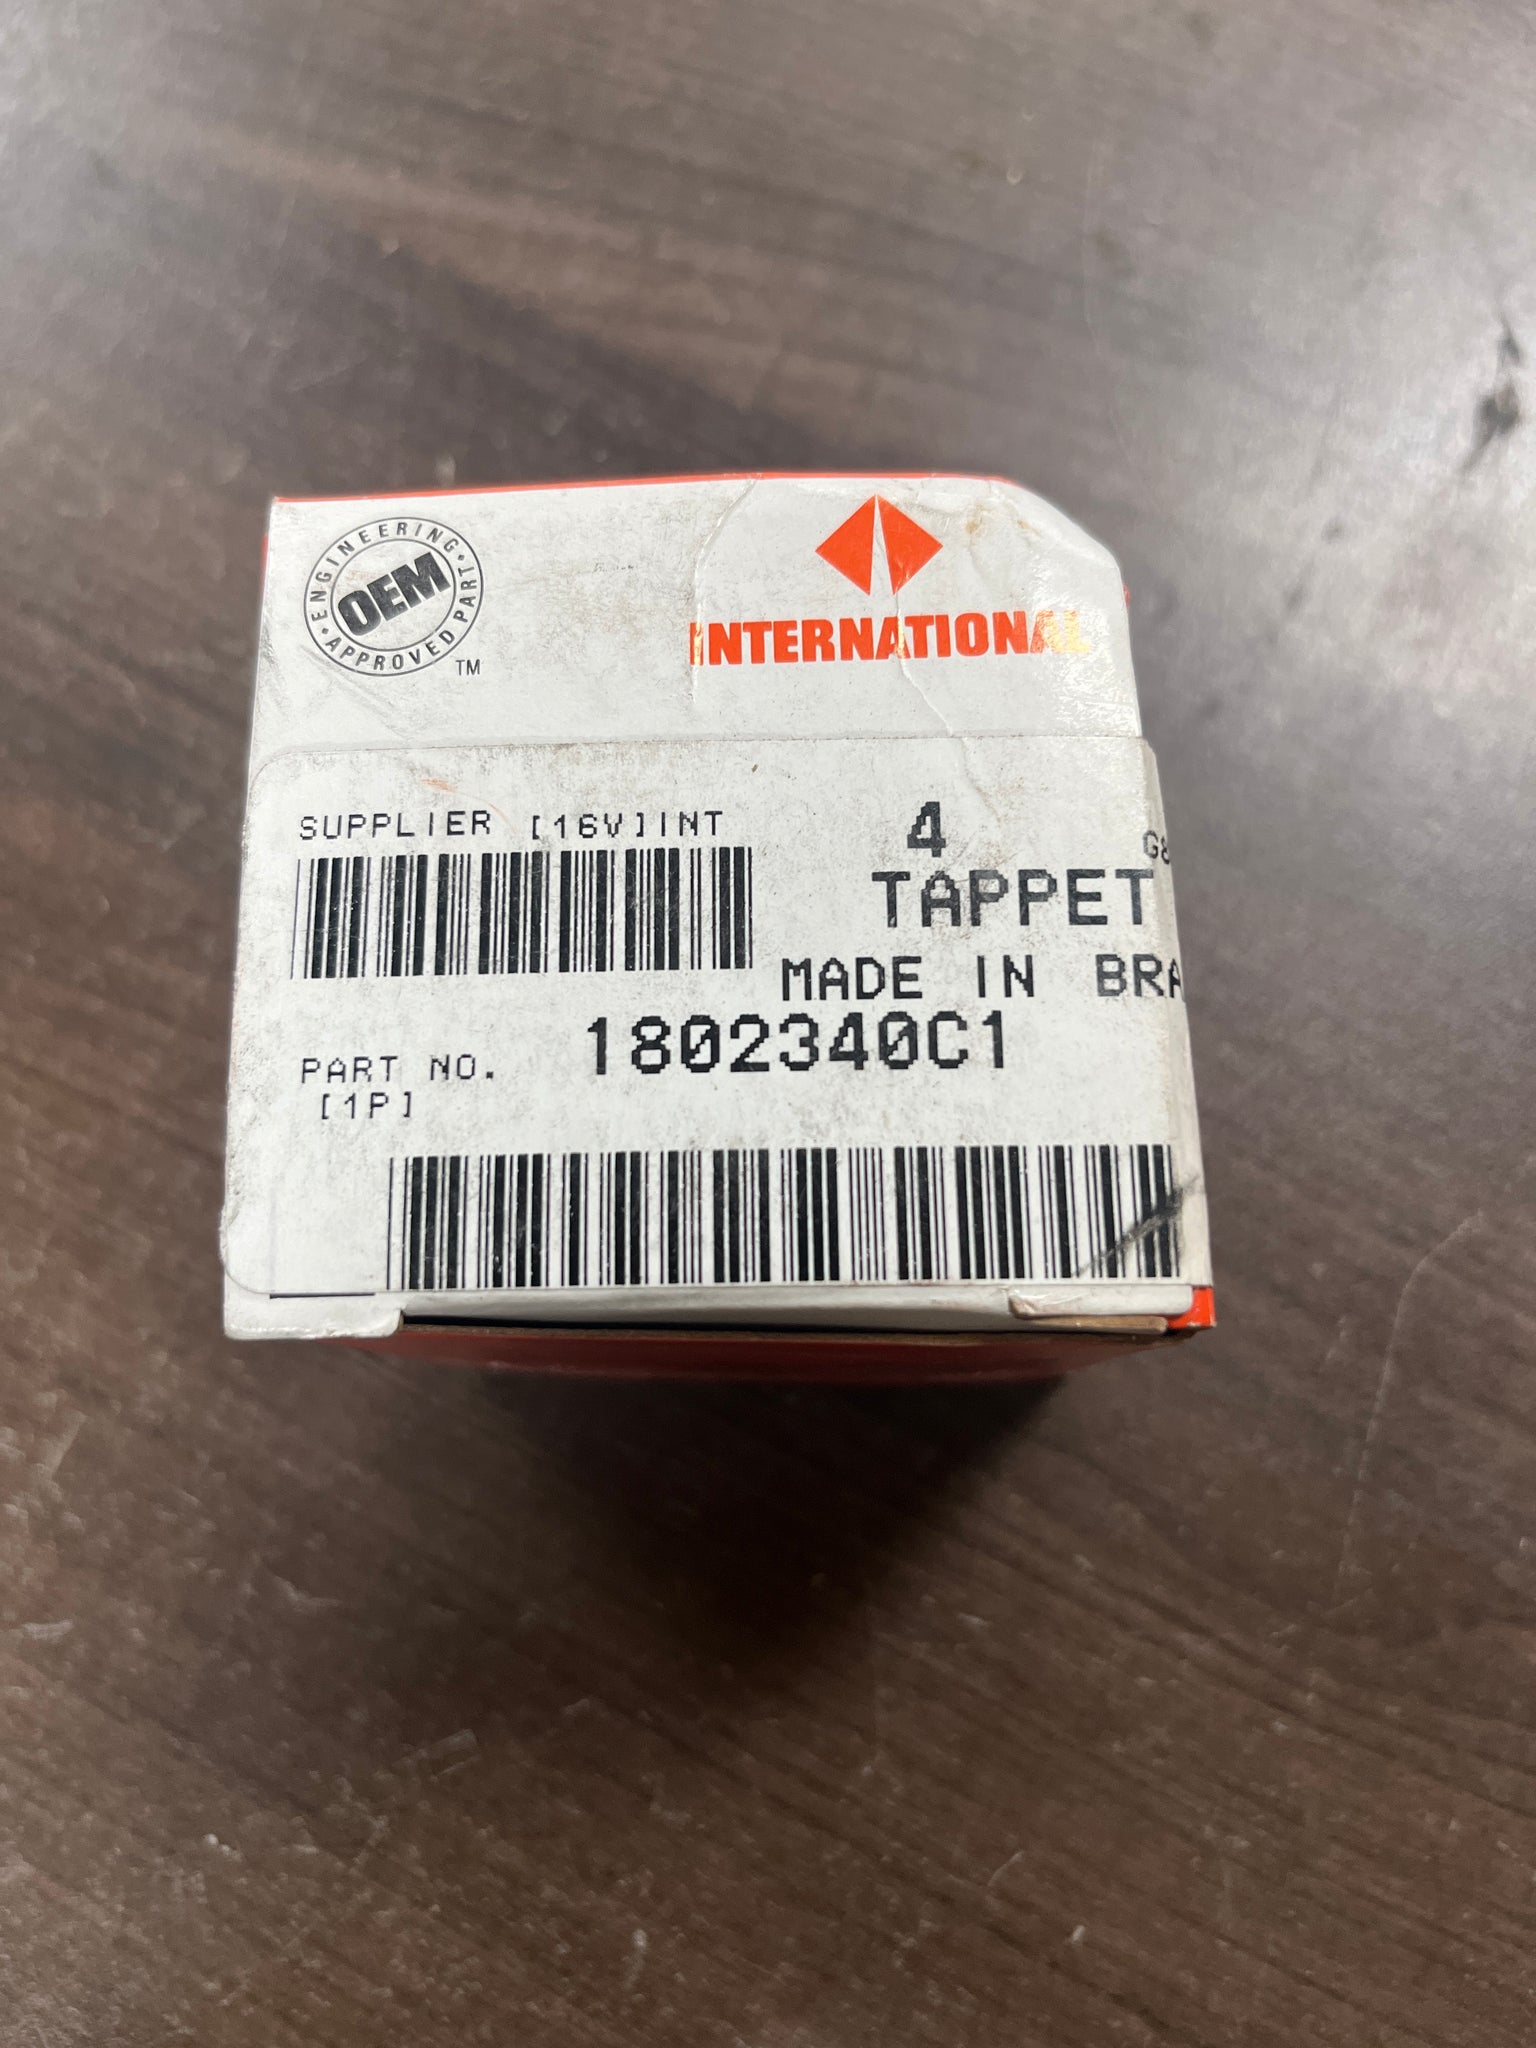 ENGINEERING
OEM
APPROVED PART
TM
INTERNATIONAL
SUPPLIER [16V]INT
4
TAPPET
MADE IN BRA
1802340C1
PART NO.
[1P]